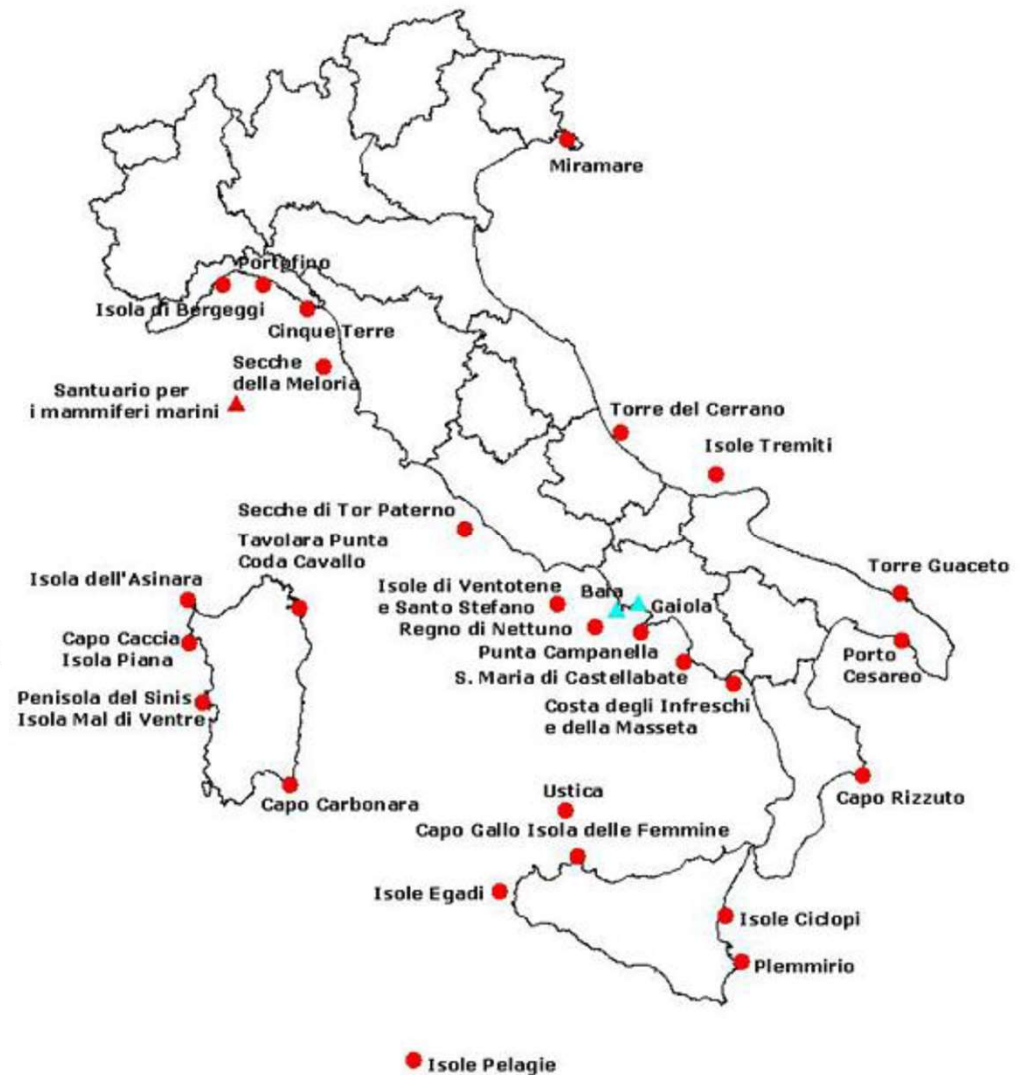 Miramare
Portofino
Isola di Bergeggi
Cinque Terre
Secche
della Meloria
Santuario per
i mammiferi marini
Torre del Cerrano
Isole Tremiti
Secche di Tor Paterno
Tavolara Punta
Coda Cavallo
Isola dell'Asinara
Isole di Ventotene
e Santo Stefano
Baia
Gaiola
Torre Guaceto
Regno di Nettuno
Capo Caccia
Isola Piana
Punta Campanella
Porto
Cesareo
S. Maria di Castellabate
Penisola del Sinis
Isola Mal di Ventre
Costa degli Infreschi
e della Masseta
Capo Carbonara
Ustica
Capo Rizzuto
Capo Gallo Isola delle Femmine
Isole Egadi
Isole Ciclopi
Plemmirio
Isole Pelagie